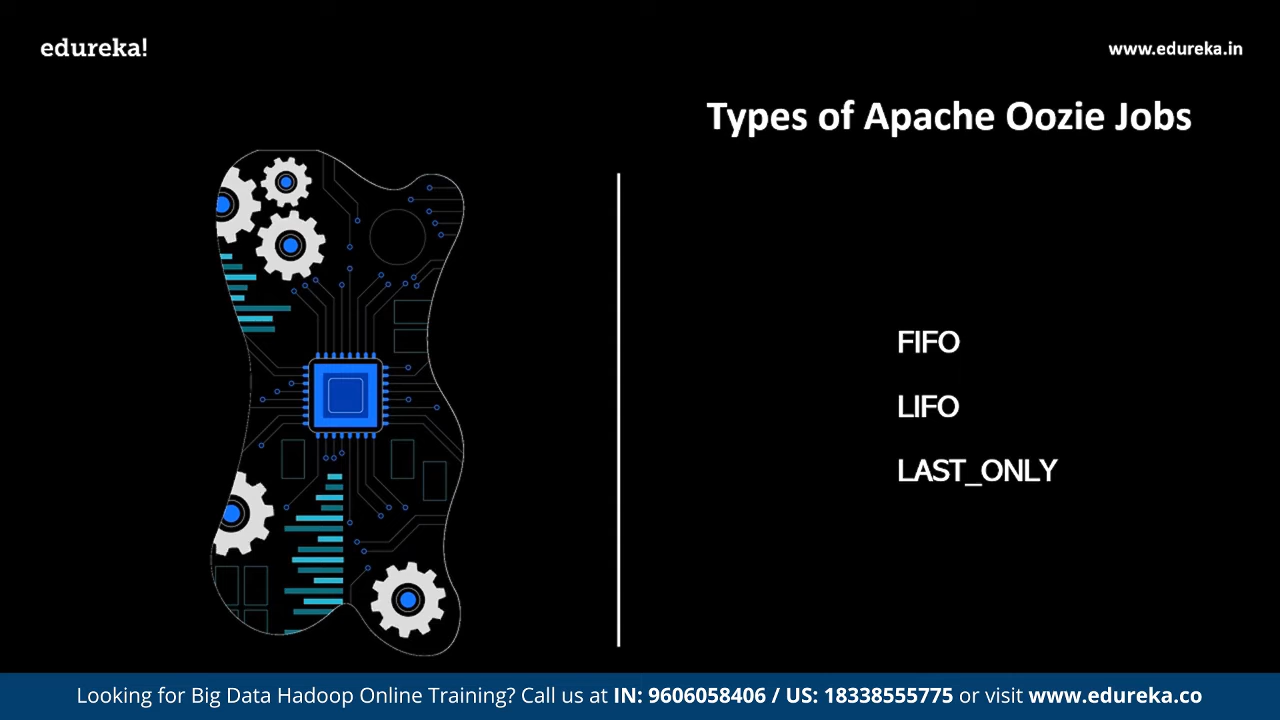 edureka!
www.edureka.in
Types of Apache Oozie Jobs
FIFO
LIFO
LAST_ONLY
Looking for Big Data Hadoop Online Training? Call us at IN: 9606058406 / US: 18338555775 or visit www.edureka.co